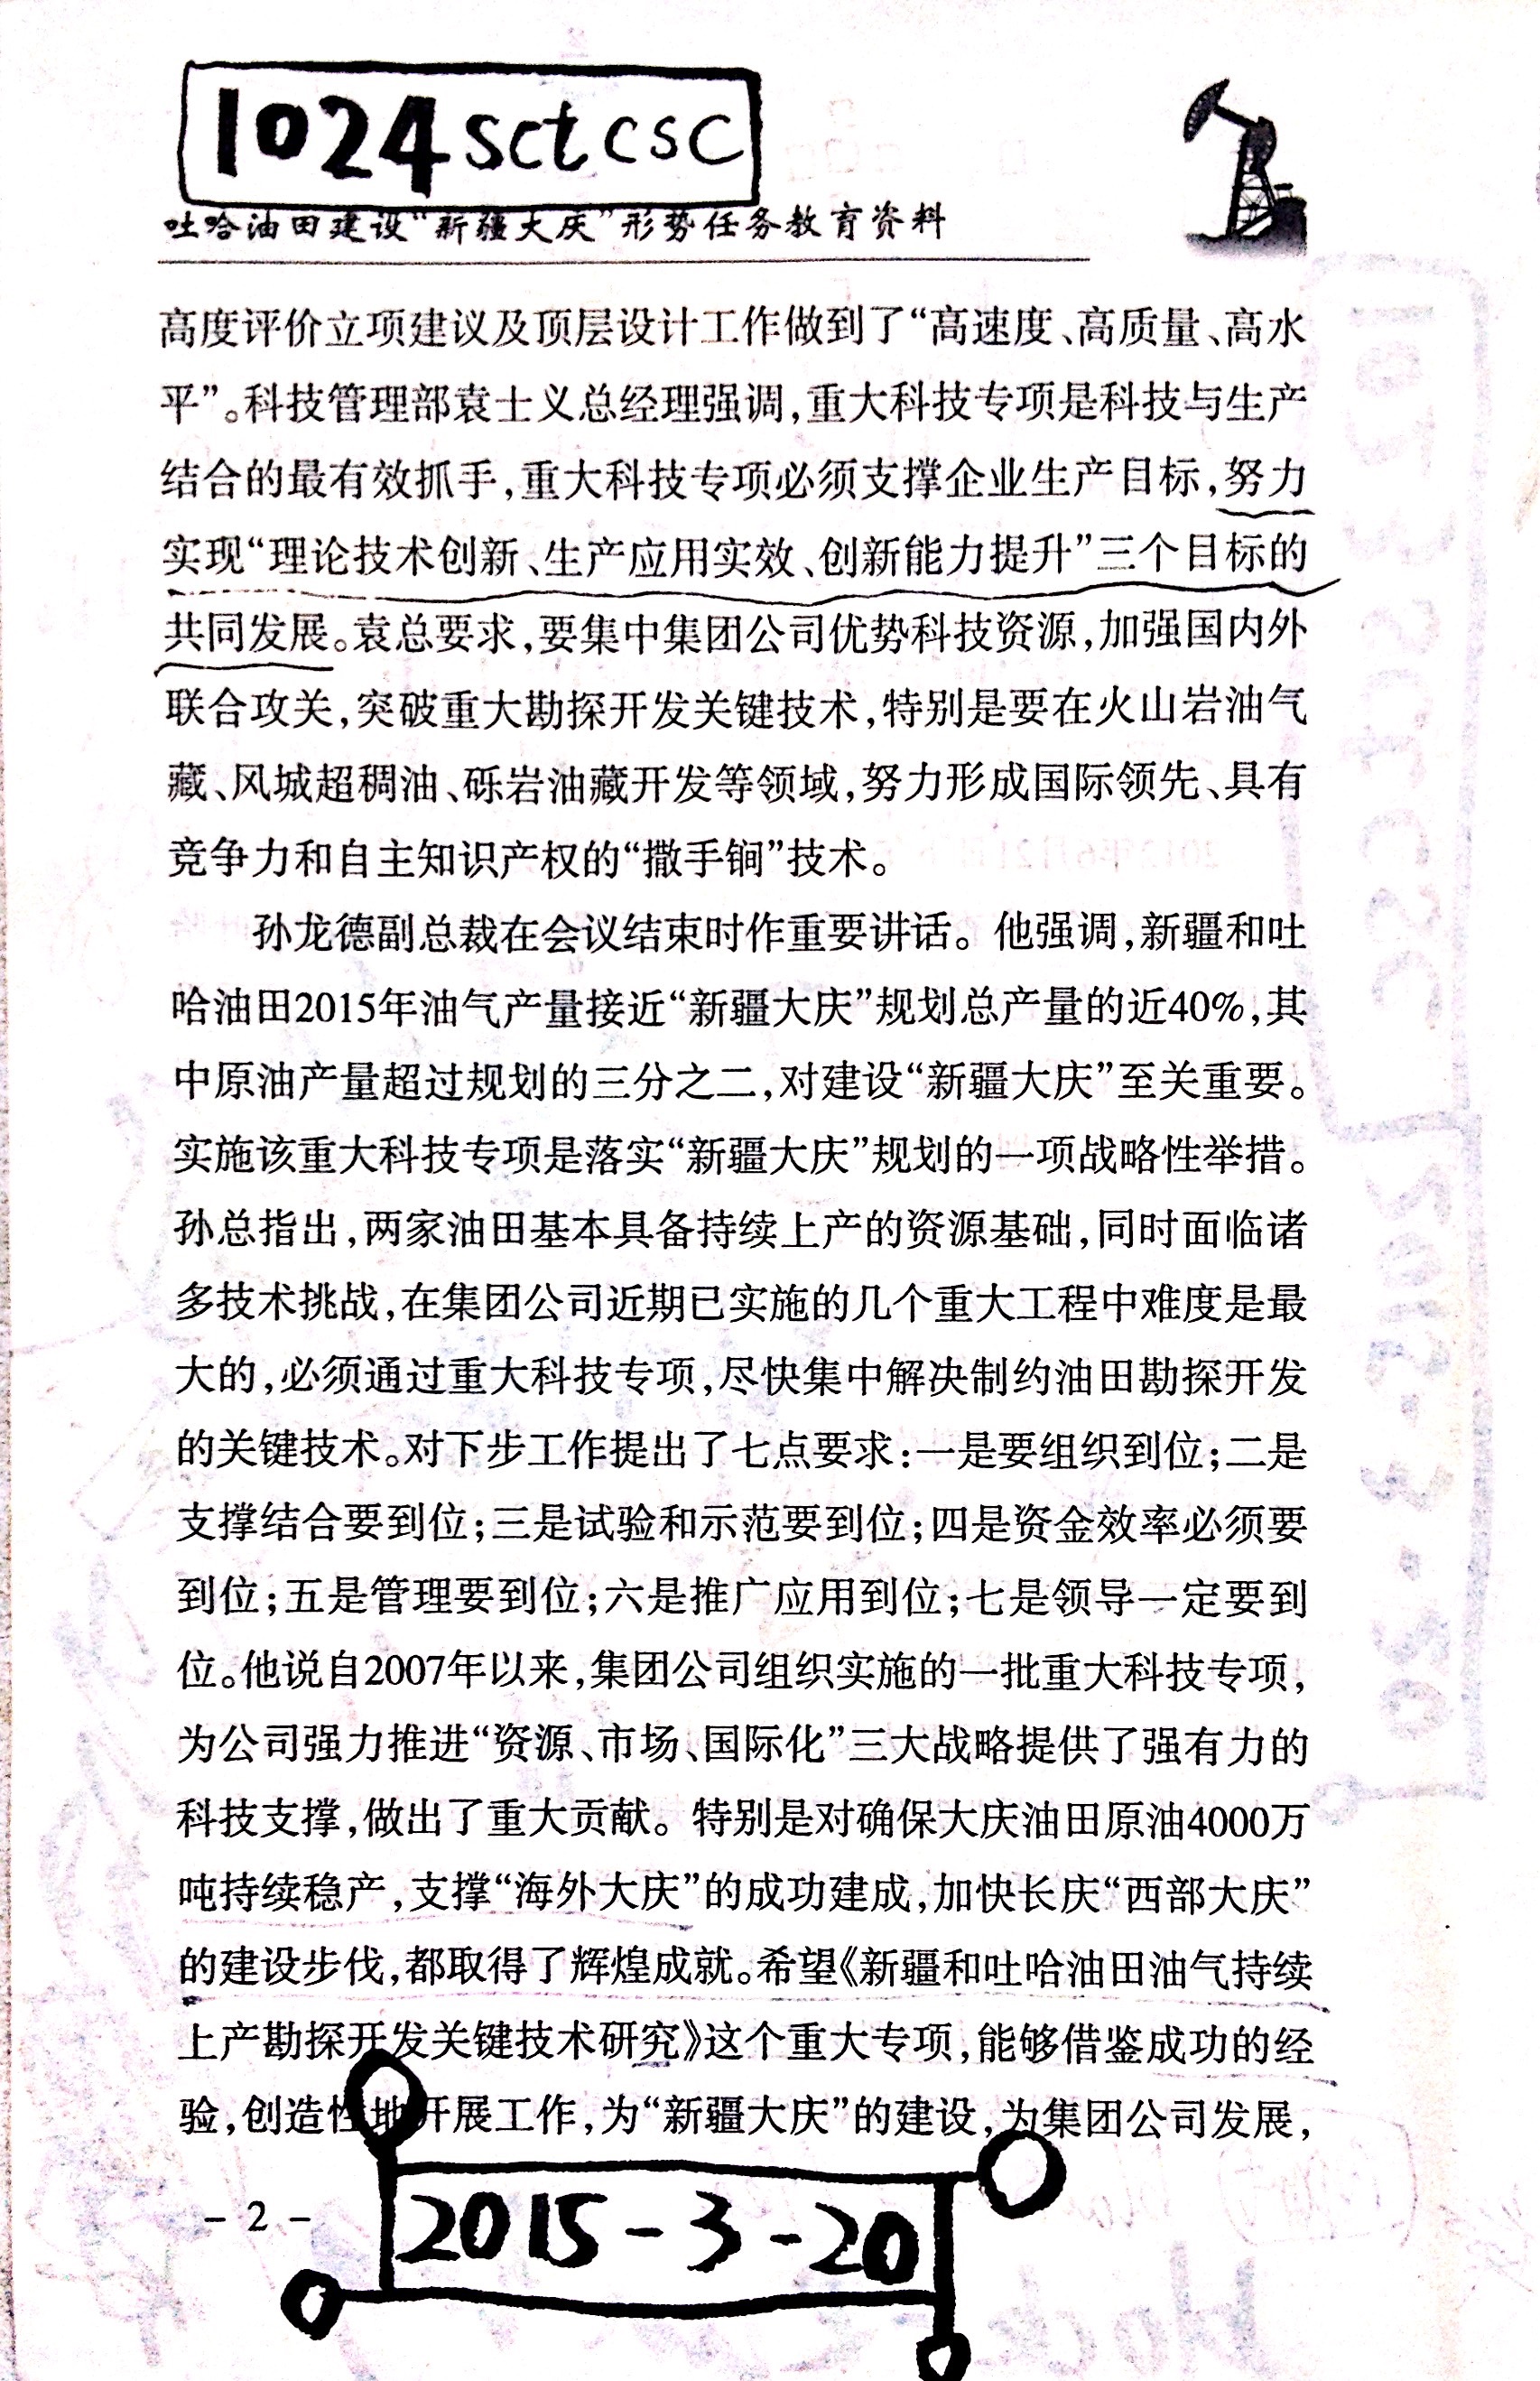 1024sctcsc
吐哈油田建设“新疆大庆”形势任务教育资料
高度评价立项建议及顶层设计工作做到了“高速度、高质量、高水
平”。科技管理部袁士义总经理强调,重大科技专项是科技与生产
结合的最有效抓手,重大科技专项必须支撑企业生产目标,努力
实现“理论技术创新、生产应用实效、创新能力提升”三个目标的
共同发展。袁总要求,要集中集团公司优势科技资源,加强国内外
联合攻关,突破重大勘探开发关键技术,特别是要在火山岩油气
藏、风城超稠油、砾岩油藏开发等领域,努力形成国际领先、具有
竞争力和自主知识产权的“撒手锏”技术。
孙龙德副总裁在会议结束时作重要讲话。他强调,新疆和吐
哈油田2015年油气产量接近“新疆大庆”规划总产量的近40%,其
中原油产量超过规划的三分之二,对建设“新疆大庆”至关重要。
实施该重大科技专项是落实“新疆大庆”规划的一项战略性举措。
孙总指出,两家油田基本具备持续上产的资源基础,同时面临诸
多技术挑战,在集团公司近期已实施的几个重大工程中难度是最
大的,必须通过重大科技专项,尽快集中解决制约油田勘探开发
的关键技术。对下步工作提出了七点要求:一是要组织到位;二是
支撑结合要到位;三是试验和示范要到位;四是资金效率必须要
到位;五是管理要到位;六是推广应用到位;七是领导一定要到
位。他说自2007年以来,集团公司组织实施的一批重大科技专项,
为公司强力推进“资源、市场、国际化”三大战略提供了强有力的
科技支撑,做出了重大贡献。特别是对确保大庆油田原油4000万
吨持续稳产,支撑“海外大庆”的成功建成,加快长庆“西部大庆”
的建设步伐,都取得了辉煌成就。希望《新疆和吐哈油田油气持续
上产勘探开发关键技术研究》这个重大专项,能够借鉴成功的经
验,创造性地开展工作,为“新疆大庆”的建设,为集团公司发展,
- 2 -
2015-3-20